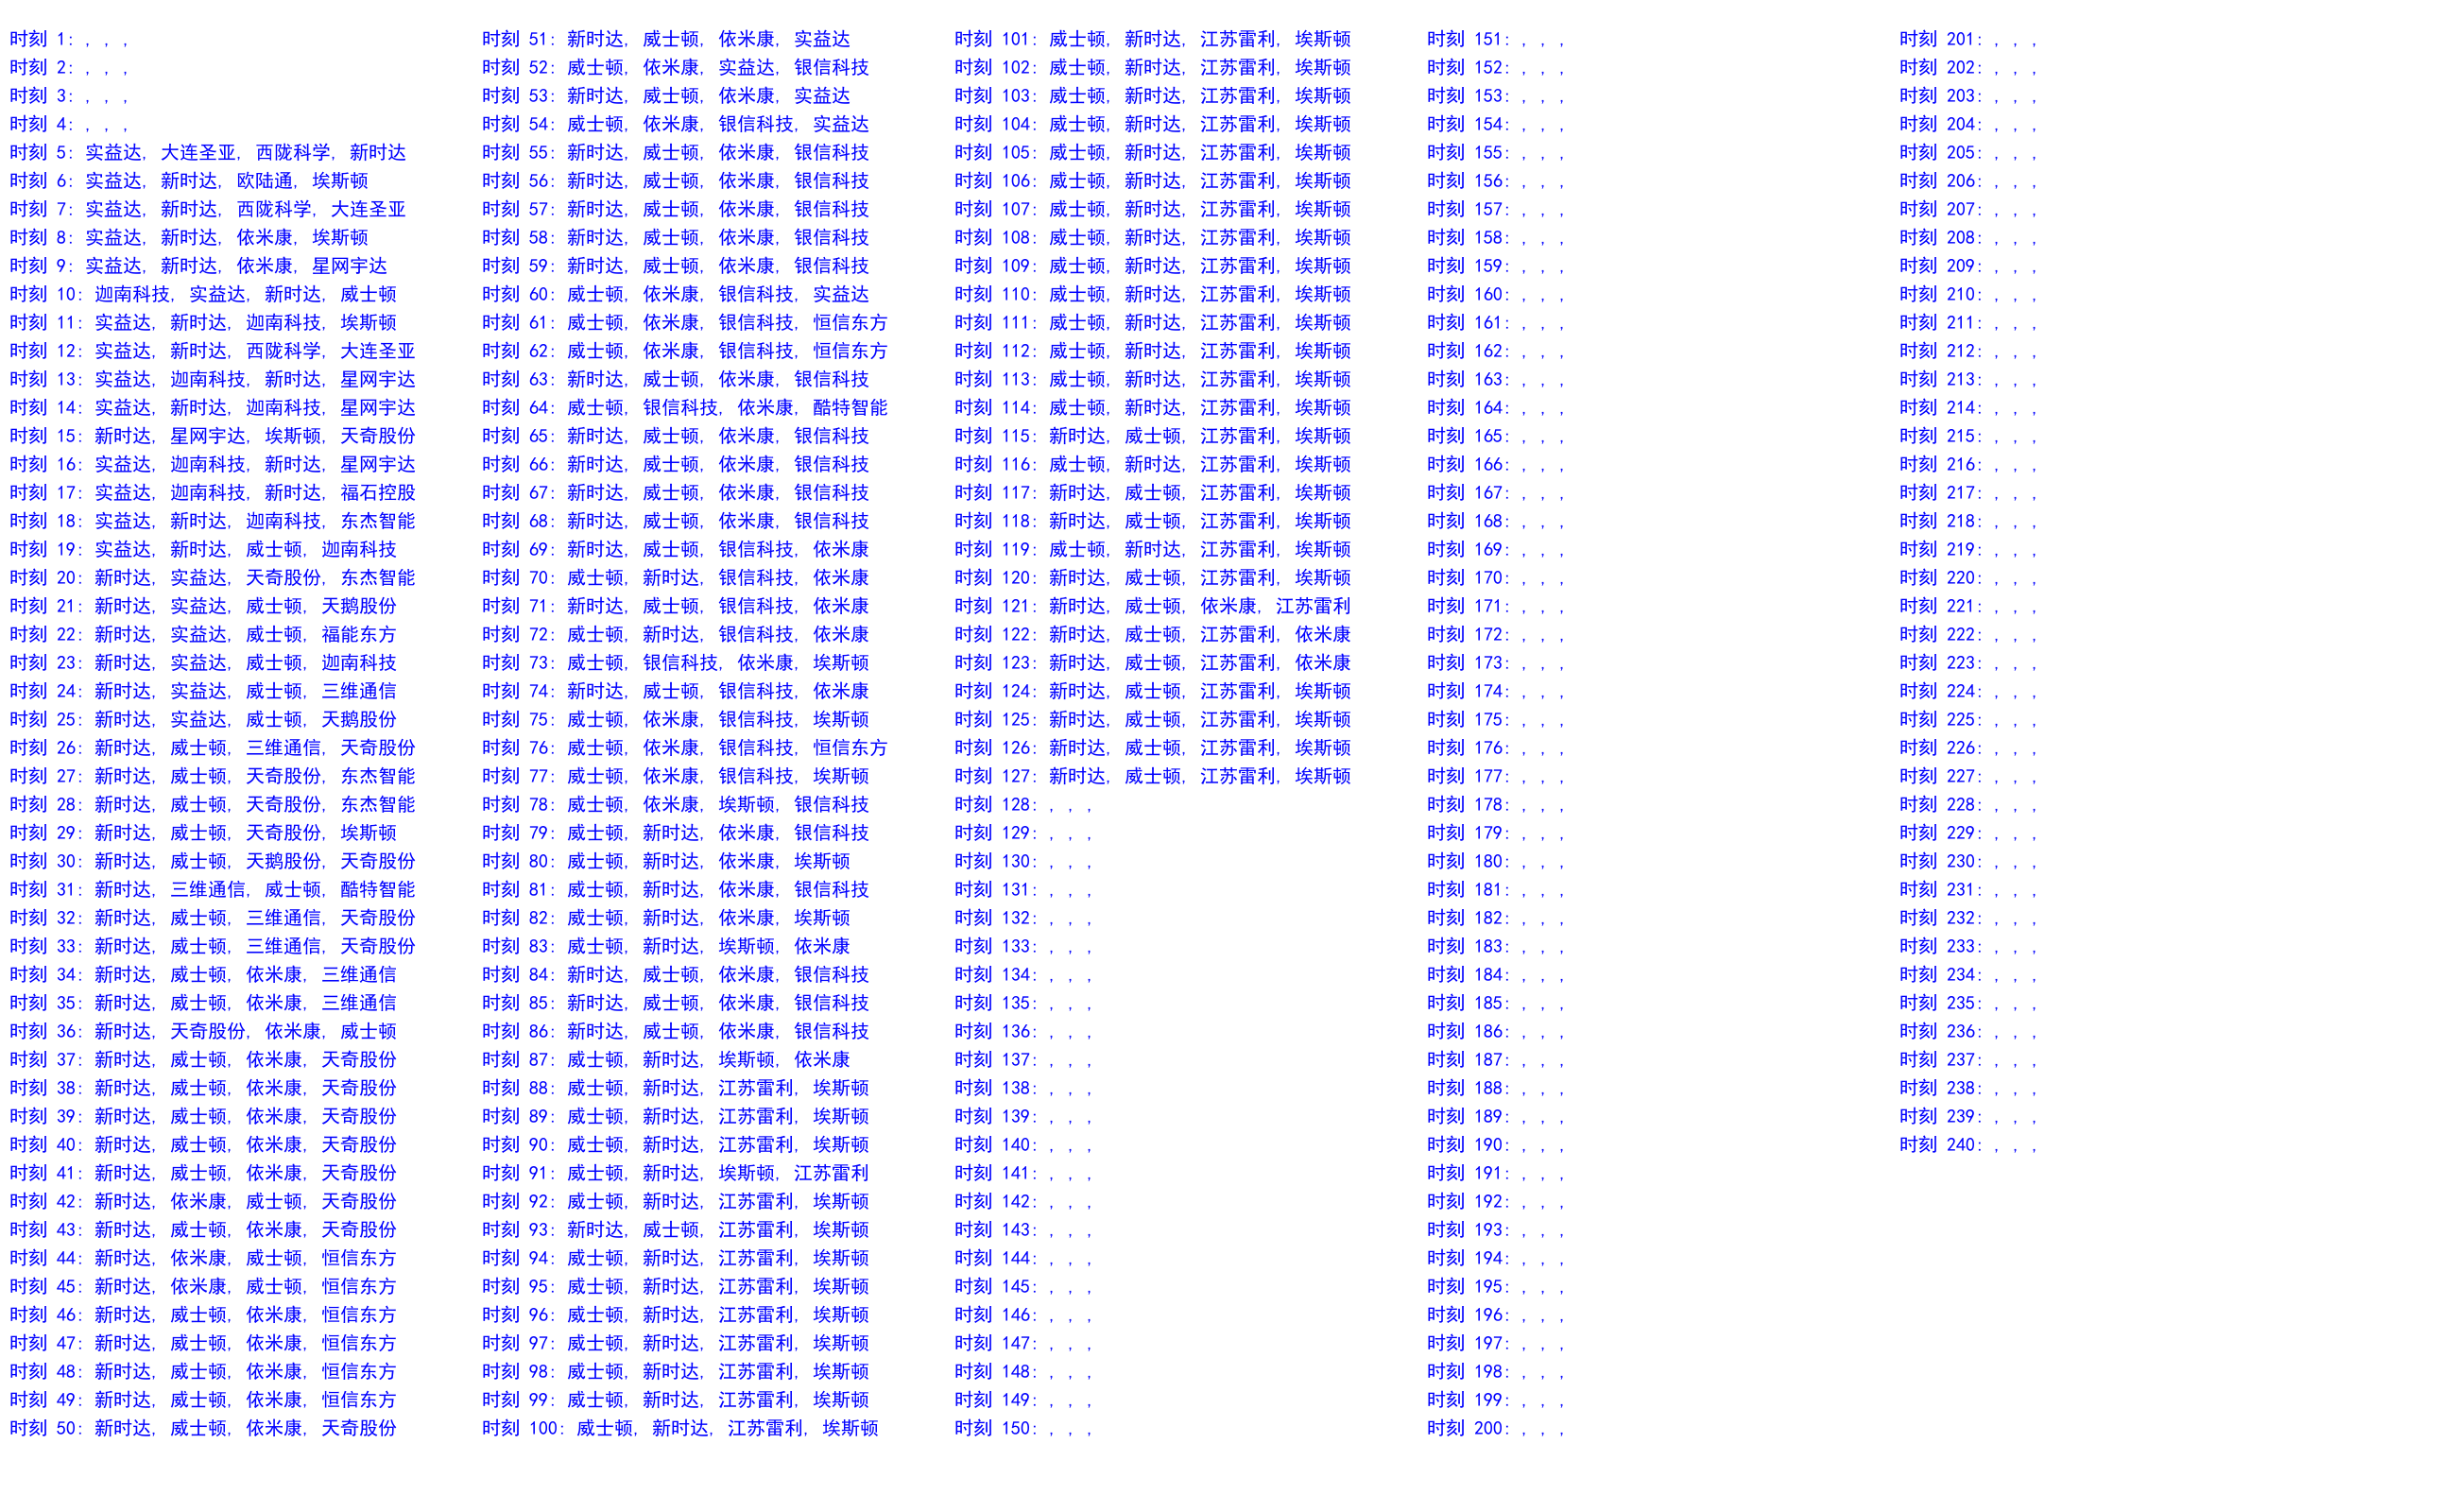 时刻 1: , , ,
时刻 2: , , ,
时刻 3: , , ,
时刻 4: , , ,
时刻 5: 实益达, 大连圣亚, 西陇科学, 新时达
时刻 6: 实益达, 新时达, 欧陆通, 埃斯顿
时刻 7: 实益达, 新时达, 西陇科学, 大连圣亚
时刻 8: 实益达, 新时达, 依米康, 埃斯顿
时刻 9: 实益达, 新时达, 依米康, 星网宇达
时刻 10: 迦南科技, 实益达, 新时达, 威士顿
时刻 11: 实益达, 新时达, 迦南科技, 埃斯顿
时刻 12: 实益达, 新时达, 西陇科学, 大连圣亚
时刻 13: 实益达, 迦南科技, 新时达, 星网宇达
时刻 14: 实益达, 新时达, 迦南科技, 星网宇达
时刻 15: 新时达, 星网宇达, 埃斯顿, 天奇股份
时刻 16: 实益达, 迦南科技, 新时达, 星网宇达
时刻 17: 实益达, 迦南科技, 新时达, 福石控股
时刻 18: 实益达, 新时达, 迦南科技, 东杰智能
时刻 19: 实益达, 新时达, 威士顿, 迦南科技
时刻 20: 新时达, 实益达, 天奇股份, 东杰智能
时刻 21: 新时达, 实益达, 威士顿, 天鹅股份
时刻 22: 新时达, 实益达, 威士顿, 福能东方
时刻 23: 新时达, 实益达, 威士顿, 迦南科技
时刻 24: 新时达, 实益达, 威士顿, 三维通信
时刻 25: 新时达, 实益达, 威士顿, 天鹅股份
时刻 26: 新时达, 威士顿, 三维通信, 天奇股份
时刻 27: 新时达, 威士顿, 天奇股份, 东杰智能
时刻 28: 新时达, 威士顿, 天奇股份, 东杰智能
时刻 29: 新时达, 威士顿, 天奇股份, 埃斯顿
时刻 30: 新时达, 威士顿, 天鹅股份, 天奇股份
时刻 31: 新时达, 三维通信, 威士顿, 酷特智能
时刻 32: 新时达, 威士顿, 三维通信, 天奇股份
时刻 33: 新时达, 威士顿, 三维通信, 天奇股份
时刻 34: 新时达, 威士顿, 依米康, 三维通信
时刻 35: 新时达, 威士顿, 依米康, 三维通信
时刻 36: 新时达, 天奇股份, 依米康, 威士顿
时刻 37: 新时达, 威士顿, 依米康, 天奇股份
时刻 38: 新时达, 威士顿, 依米康, 天奇股份
时刻 39: 新时达, 威士顿, 依米康, 天奇股份
时刻 40: 新时达, 威士顿, 依米康, 天奇股份
时刻 41: 新时达, 威士顿, 依米康, 天奇股份
时刻 42: 新时达, 依米康, 威士顿, 天奇股份
时刻 43: 新时达, 威士顿, 依米康, 天奇股份
时刻 44: 新时达, 依米康, 威士顿, 恒信东方
时刻 45: 新时达, 依米康, 威士顿, 恒信东方
时刻 46: 新时达, 威士顿, 依米康, 恒信东方
时刻 47: 新时达, 威士顿, 依米康, 恒信东方
时刻 48: 新时达, 威士顿, 依米康, 恒信东方
时刻 49: 新时达, 威士顿, 依米康, 恒信东方
时刻 50: 新时达, 威士顿, 依米康, 天奇股份
时刻 51: 新时达, 威士顿, 依米康, 实益达
时刻 52: 威士顿, 依米康, 实益达, 银信科技
时刻 53: 新时达, 威士顿, 依米康, 实益达
时刻 54: 威士顿, 依米康, 银信科技, 实益达
时刻 55: 新时达, 威士顿, 依米康, 银信科技
时刻 56: 新时达, 威士顿, 依米康, 银信科技
时刻 57: 新时达, 威士顿, 依米康, 银信科技
时刻 58: 新时达, 威士顿, 依米康, 银信科技
时刻 59: 新时达, 威士顿, 依米康, 银信科技
时刻 60: 威士顿, 依米康, 银信科技, 实益达
时刻 61: 威士顿, 依米康, 银信科技, 恒信东方
时刻 62: 威士顿, 依米康, 银信科技, 恒信东方
时刻 63: 新时达, 威士顿, 依米康, 银信科技
时刻 64: 威士顿, 银信科技, 依米康, 酷特智能
时刻 65: 新时达, 威士顿, 依米康, 银信科技
时刻 66: 新时达, 威士顿, 依米康, 银信科技
时刻 67: 新时达, 威士顿, 依米康, 银信科技
时刻 68: 新时达, 威士顿, 依米康, 银信科技
时刻 69: 新时达, 威士顿, 银信科技, 依米康
时刻 70: 威士顿, 新时达, 银信科技, 依米康
时刻 71: 新时达, 威士顿, 银信科技, 依米康
时刻 72: 威士顿, 新时达, 银信科技, 依米康
时刻 73: 威士顿, 银信科技, 依米康, 埃斯顿
时刻 74: 新时达, 威士顿, 银信科技, 依米康
时刻 75: 威士顿, 依米康, 银信科技, 埃斯顿
时刻 76: 威士顿, 依米康, 银信科技, 恒信东方
时刻 77: 威士顿, 依米康, 银信科技, 埃斯顿
时刻 78: 威士顿, 依米康, 埃斯顿, 银信科技
时刻 79: 威士顿, 新时达, 依米康, 银信科技
时刻 80: 威士顿, 新时达, 依米康, 埃斯顿
时刻 81: 威士顿, 新时达, 依米康, 银信科技
时刻 82: 威士顿, 新时达, 依米康, 埃斯顿
时刻 83: 威士顿, 新时达, 埃斯顿, 依米康
时刻 84: 新时达, 威士顿, 依米康, 银信科技
时刻 85: 新时达, 威士顿, 依米康, 银信科技
时刻 86: 新时达, 威士顿, 依米康, 银信科技
时刻 87: 威士顿, 新时达, 埃斯顿, 依米康
时刻 88: 威士顿, 新时达, 江苏雷利, 埃斯顿
时刻 89: 威士顿, 新时达, 江苏雷利, 埃斯顿
时刻 90: 威士顿, 新时达, 江苏雷利, 埃斯顿
时刻 91: 威士顿, 新时达, 埃斯顿, 江苏雷利
时刻 92: 威士顿, 新时达, 江苏雷利, 埃斯顿
时刻 93: 新时达, 威士顿, 江苏雷利, 埃斯顿
时刻 94: 威士顿, 新时达, 江苏雷利, 埃斯顿
时刻 95: 威士顿, 新时达, 江苏雷利, 埃斯顿
时刻 96: 威士顿, 新时达, 江苏雷利, 埃斯顿
时刻 97: 威士顿, 新时达, 江苏雷利, 埃斯顿
时刻 98: 威士顿, 新时达, 江苏雷利, 埃斯顿
时刻 99: 威士顿, 新时达, 江苏雷利, 埃斯顿
时刻 100: 威士顿, 新时达, 江苏雷利, 埃斯顿
时刻 101: 威士顿, 新时达, 江苏雷利, 埃斯顿
时刻 102: 威士顿, 新时达, 江苏雷利, 埃斯顿
时刻 103: 威士顿, 新时达, 江苏雷利, 埃斯顿
时刻 104: 威士顿, 新时达, 江苏雷利, 埃斯顿
时刻 105: 威士顿, 新时达, 江苏雷利, 埃斯顿
时刻 106: 威士顿, 新时达, 江苏雷利, 埃斯顿
时刻 107: 威士顿, 新时达, 江苏雷利, 埃斯顿
时刻 108: 威士顿, 新时达, 江苏雷利, 埃斯顿
时刻 109: 威士顿, 新时达, 江苏雷利, 埃斯顿
时刻 110: 威士顿, 新时达, 江苏雷利, 埃斯顿
时刻 111: 威士顿, 新时达, 江苏雷利, 埃斯顿
时刻 112: 威士顿, 新时达, 江苏雷利, 埃斯顿
时刻 113: 威士顿, 新时达, 江苏雷利, 埃斯顿
时刻 114: 威士顿, 新时达, 江苏雷利, 埃斯顿
时刻 115: 新时达, 威士顿, 江苏雷利, 埃斯顿
时刻 116: 威士顿, 新时达, 江苏雷利, 埃斯顿
时刻 117: 新时达, 威士顿, 江苏雷利, 埃斯顿
时刻 118: 新时达, 威士顿, 江苏雷利, 埃斯顿
时刻 119: 威士顿, 新时达, 江苏雷利, 埃斯顿
时刻 120: 新时达, 威士顿, 江苏雷利, 埃斯顿
时刻 121: 新时达, 威士顿, 依米康, 江苏雷利
时刻 122: 新时达, 威士顿, 江苏雷利, 依米康
时刻 123: 新时达, 威士顿, 江苏雷利, 依米康
时刻 124: 新时达, 威士顿, 江苏雷利, 埃斯顿
时刻 125: 新时达, 威士顿, 江苏雷利, 埃斯顿
时刻 126: 新时达, 威士顿, 江苏雷利, 埃斯顿
时刻 127: 新时达, 威士顿, 江苏雷利, 埃斯顿
时刻 128: , , ,
时刻 129: , , ,
时刻 130: , , ,
时刻 131: , , ,
时刻 132: , , ,
时刻 133: , , ,
时刻 134: , , ,
时刻 135: , , ,
时刻 136: , , ,
时刻 137: , , ,
时刻 138: , , ,
时刻 139: , , ,
时刻 140: , , ,
时刻 141: , , ,
时刻 142: , , ,
时刻 143: , , ,
时刻 144: , , ,
时刻 145: , , ,
时刻 146: , , ,
时刻 147: , , ,
时刻 148: , , ,
时刻 149: , , ,
时刻 150: , , ,
时刻 151: , , ,
时刻 152: , , ,
时刻 153: , , ,
时刻 154: , , ,
时刻 155: , , ,
时刻 156: , , ,
时刻 157: , , ,
时刻 158: , , ,
时刻 159: , , ,
时刻 160: , , ,
时刻 161: , , ,
时刻 162: , , ,
时刻 163: , , ,
时刻 164: , , ,
时刻 165: , , ,
时刻 166: , , ,
时刻 167: , , ,
时刻 168: , , ,
时刻 169: , , ,
时刻 170: , , ,
时刻 171: , , ,
时刻 172: , , ,
时刻 173: , , ,
时刻 174: , , ,
时刻 175: , , ,
时刻 176: , , ,
时刻 177: , , ,
时刻 178: , , ,
时刻 179: , , ,
时刻 180: , , ,
时刻 181: , , ,
时刻 182: , , ,
时刻 183: , , ,
时刻 184: , , ,
时刻 185: , , ,
时刻 186: , , ,
时刻 187: , , ,
时刻 188: , , ,
时刻 189: , , ,
时刻 190: , , ,
时刻 191: , , ,
时刻 192: , , ,
时刻 193: , , ,
时刻 194: , , ,
时刻 195: , , ,
时刻 196: , , ,
时刻 197: , , ,
时刻 198: , , ,
时刻 199: , , ,
时刻 200: , , ,
时刻 201: , , ,
时刻 202: , , ,
时刻 203: , , ,
时刻 204: , , ,
时刻 205: , , ,
时刻 206: , , ,
时刻 207: , , ,
时刻 208: , , ,
时刻 209: , , ,
时刻 210: , , ,
时刻 211: , , ,
时刻 212: , , ,
时刻 213: , , ,
时刻 214: , , ,
时刻 215: , , ,
时刻 216: , , ,
时刻 217: , , ,
时刻 218: , , ,
时刻 219: , , ,
时刻 220: , , ,
时刻 221: , , ,
时刻 222: , , ,
时刻 223: , , ,
时刻 224: , , ,
时刻 225: , , ,
时刻 226: , , ,
时刻 227: , , ,
时刻 228: , , ,
时刻 229: , , ,
时刻 230: , , ,
时刻 231: , , ,
时刻 232: , , ,
时刻 233: , , ,
时刻 234: , , ,
时刻 235: , , ,
时刻 236: , , ,
时刻 237: , , ,
时刻 238: , , ,
时刻 239: , , ,
时刻 240: , , ,